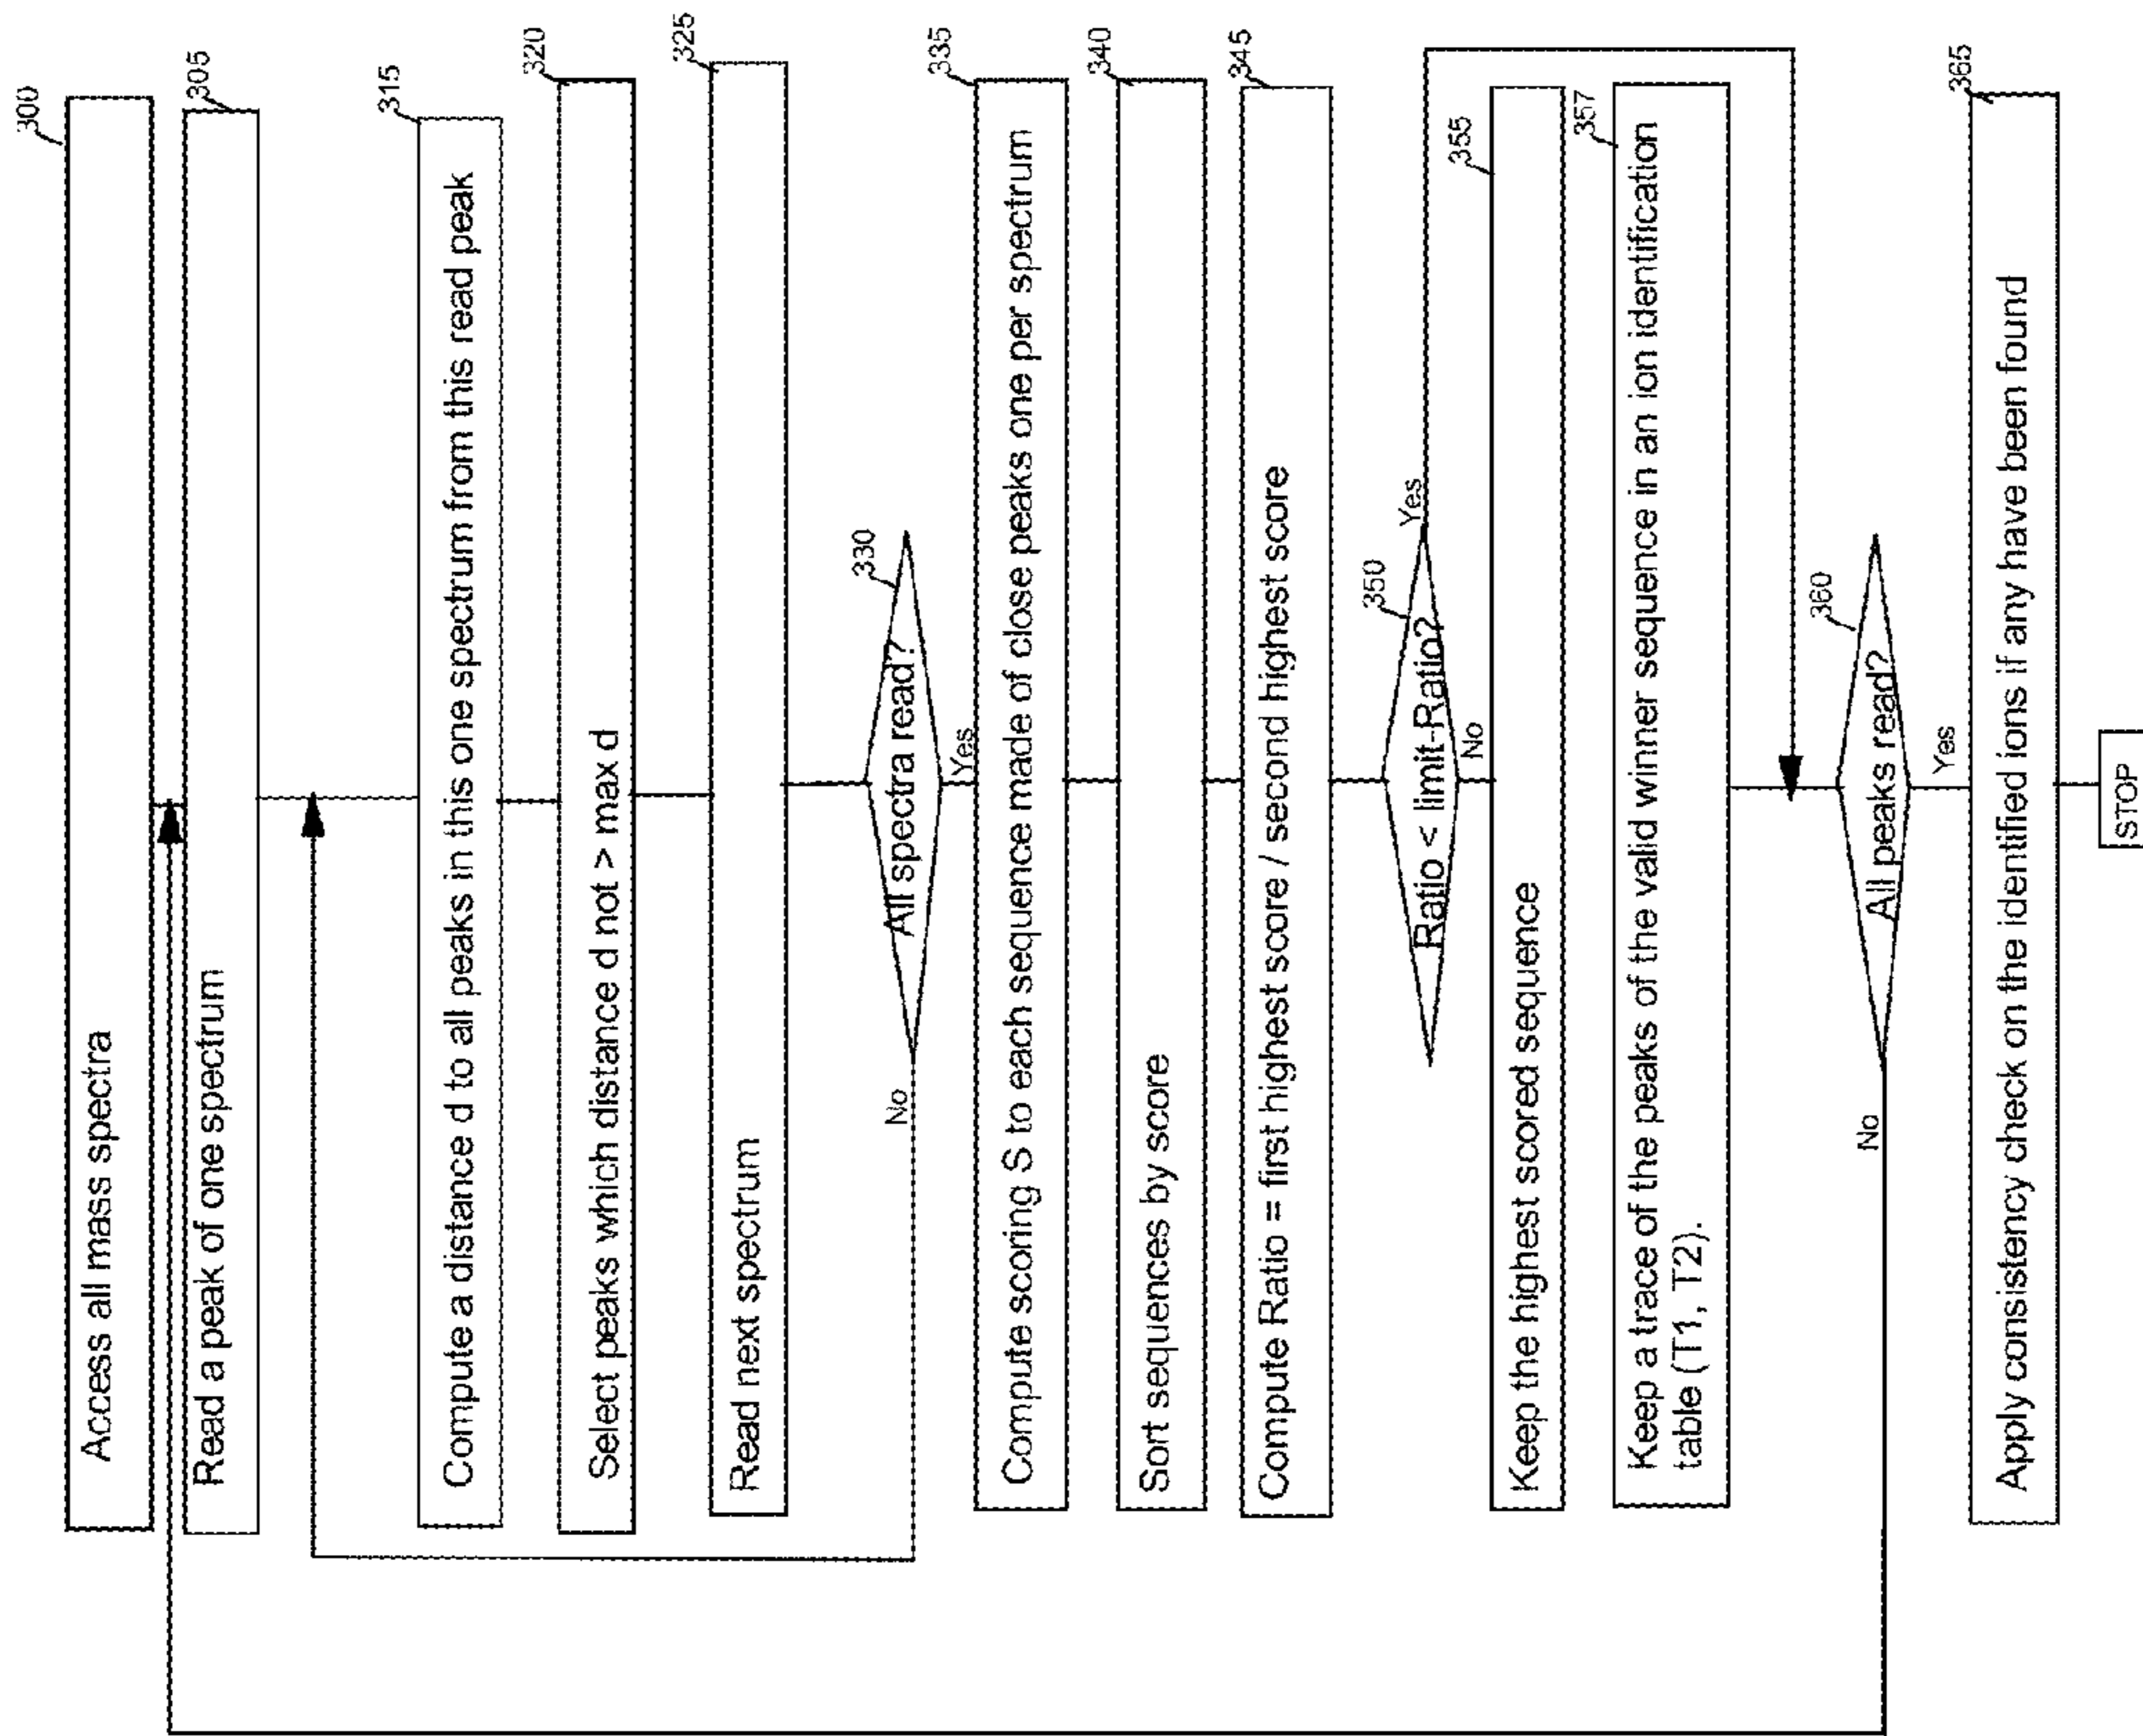 300
Access all mass spectra
305
Read a peak of one spectrum
315
Compute a distance d to all peaks in this one spectrum from this read peak
320
Select peaks which distance d not > max d
325
Read next spectrum
330
All spectra read?
No
Yes
335
Compute scoring S to each sequence made of close peaks one per spectrum
340
Sort sequences by score
345
Compute Ratio = first highest score / second highest score
350
Ratio < limit-Ratio?
Yes
No
355
Keep the highest scored sequence
357
Keep a trace of the peaks of the valid winner sequence in an ion identification
table (T1, T2).
360
All peaks read?
No
Yes
365
Apply consistency check on the identified ions if any have been found
STOP